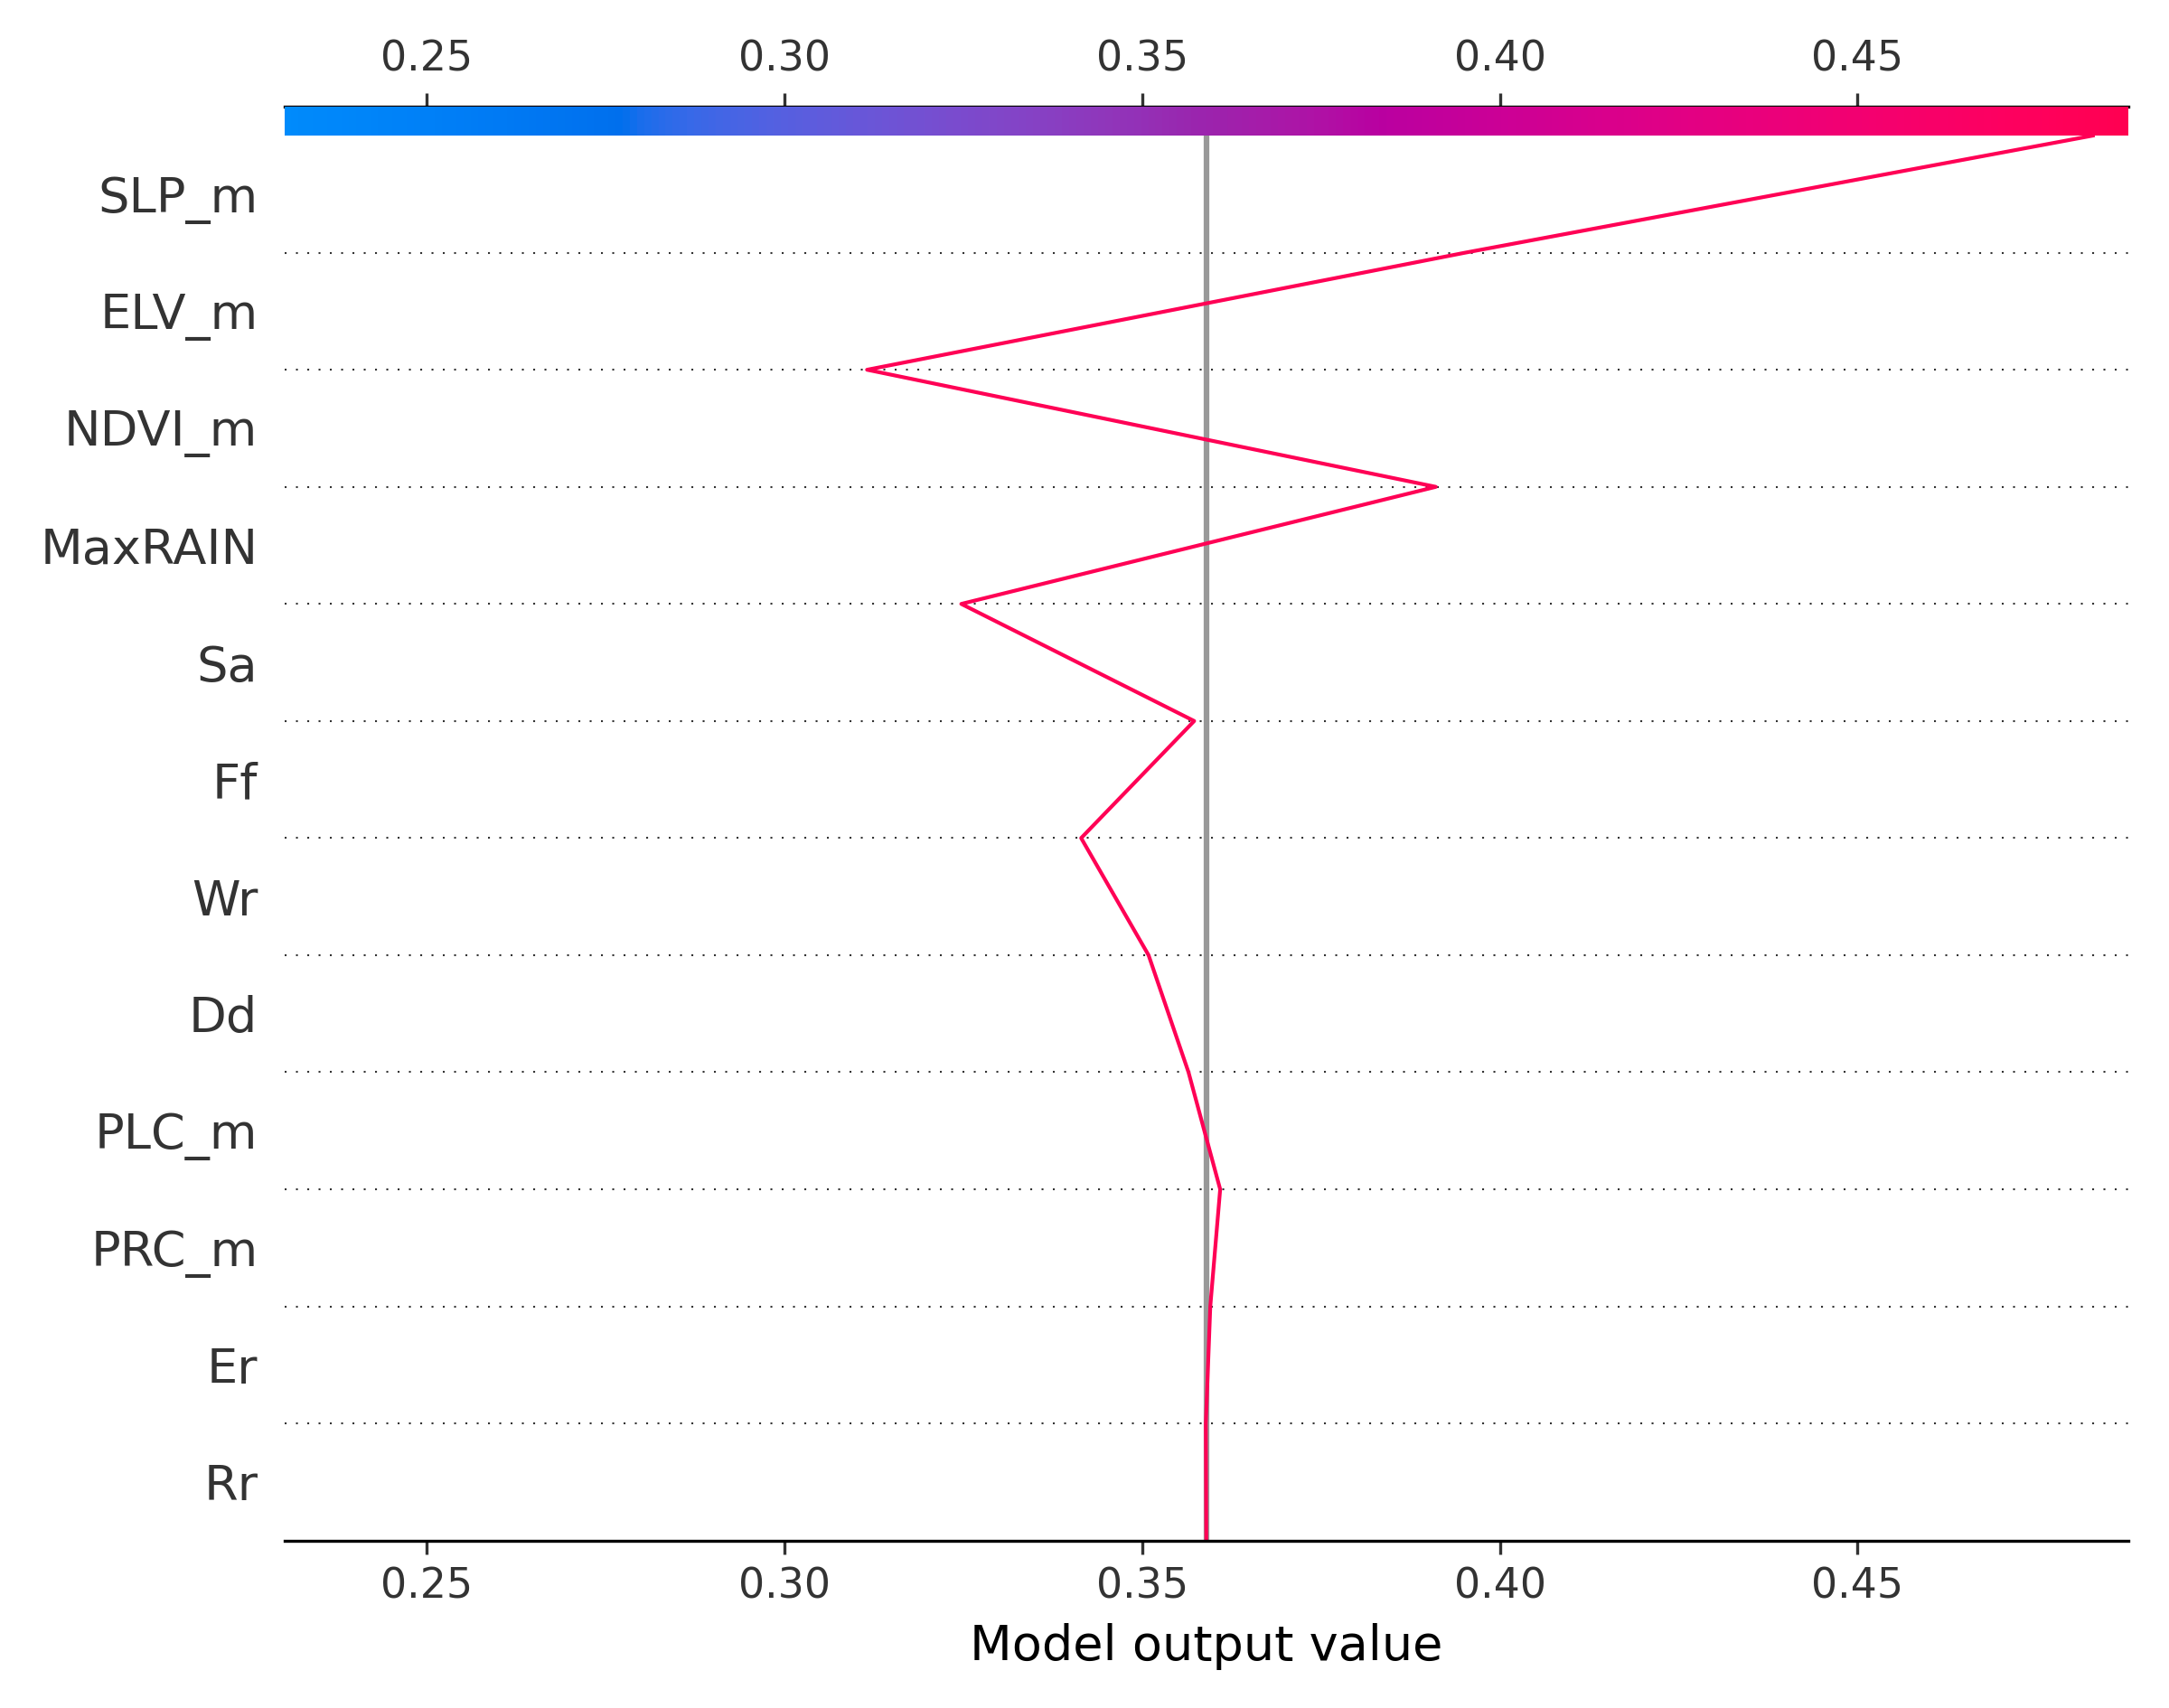 0.25 0.30 0.35 0.40 0.45
SLP_m
ELV_m
NDVI_m
MaxRAIN
Sa
Ff
Wr
Dd
PLC_m
PRC_m
Er
Rr
0.25 0.30 0.35 0.40 0.45
Model output value